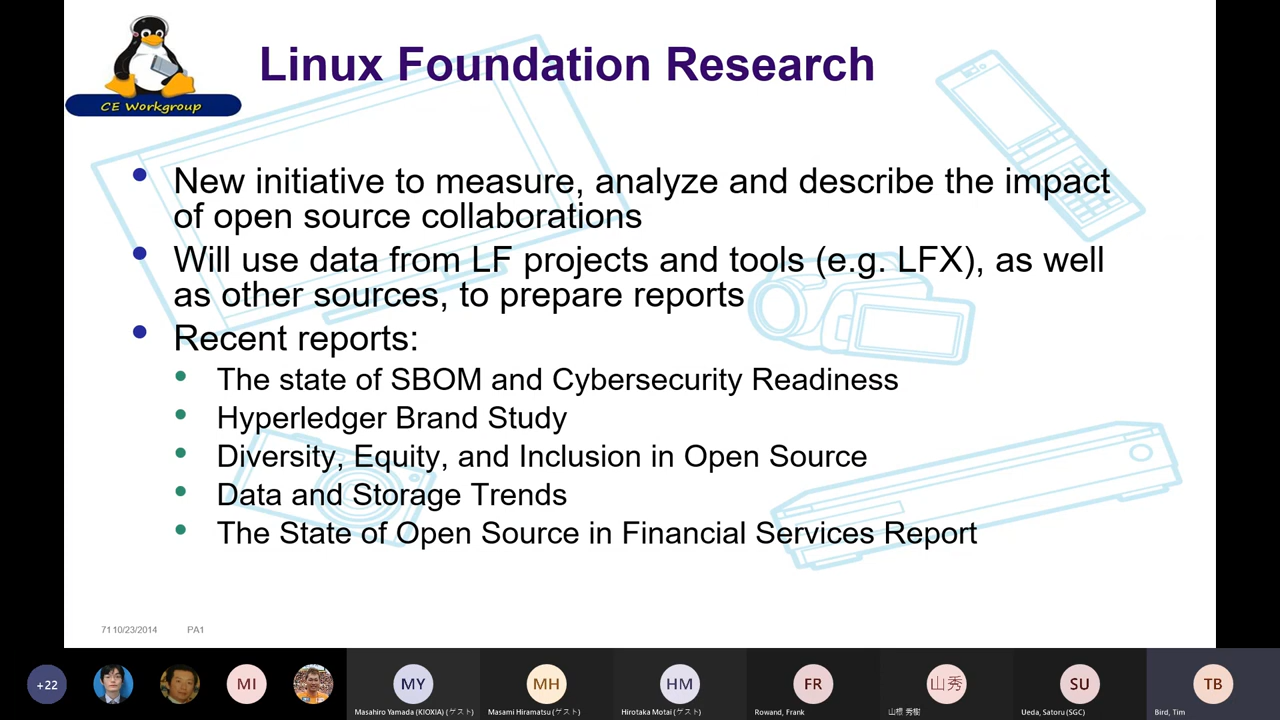 CE Workgroup
Linux Foundation Research
New initiative to measure, analyze and describe the impact
of open source collaborations
Will use data from LF projects and tools (e.g. LFX), as well
as other sources, to prepare reports
Recent reports:
The state of SBOM and Cybersecurity Readiness
Hyperledger Brand Study
Diversity, Equity, and Inclusion in Open Source
Data and Storage Trends
The State of Open Source in Financial Services Report
71 10/23/2014 PA1
+22 MI MY MH HM FR 山秀 SU TB
Masahiro Yamada (KIOXIA) (ゲスト) Masami Hiramatsu (ゲスト) Hirotaka Motai (ゲスト) Rowand, Frank 山根 秀樹 Ueda, Satoru (SGC) Bird, Tim